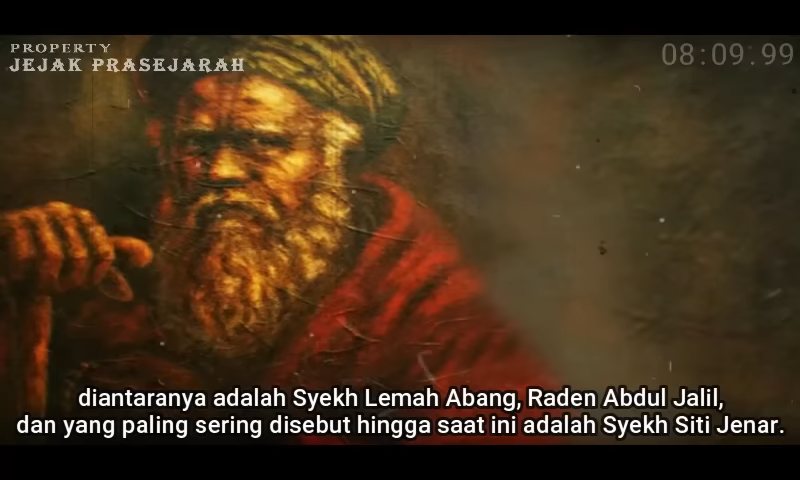 PROPERTY
JEJAK PRASEJARAH
08:09:99
diantaranya adalah Syekh Lemah Abang, Raden Abdul Jalil,
dan yang paling sering disebut hingga saat ini adalah Syekh Siti Jenar.